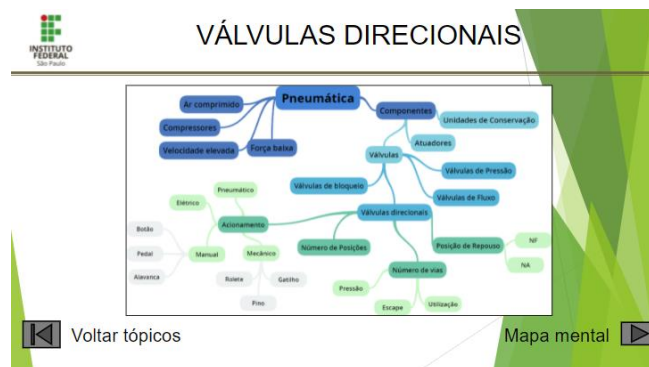 INSTITUTO
FEDERAL
São Paulo
VÁLVULAS DIRECIONAIS
Pneumática
Ar comprimido
Compressores
Velocidade elevada
Força baixa
Componentes
Unidades de Conservação
Atuadores
Válvulas
Válvulas de Pressão
Válvulas de Fluxo
Válvulas de bloqueio
Válvulas direcionais
Acionamento
Pneumático
Elétrico
Manual
Botão
Pedal
Alavanca
Mecânico
Roleta
Gatilho
Pino
Número de Posições
Número de vias
Pressão
Escape
Utilização
Posição de Repouso
NF
NA
Voltar tópicos
Mapa mental